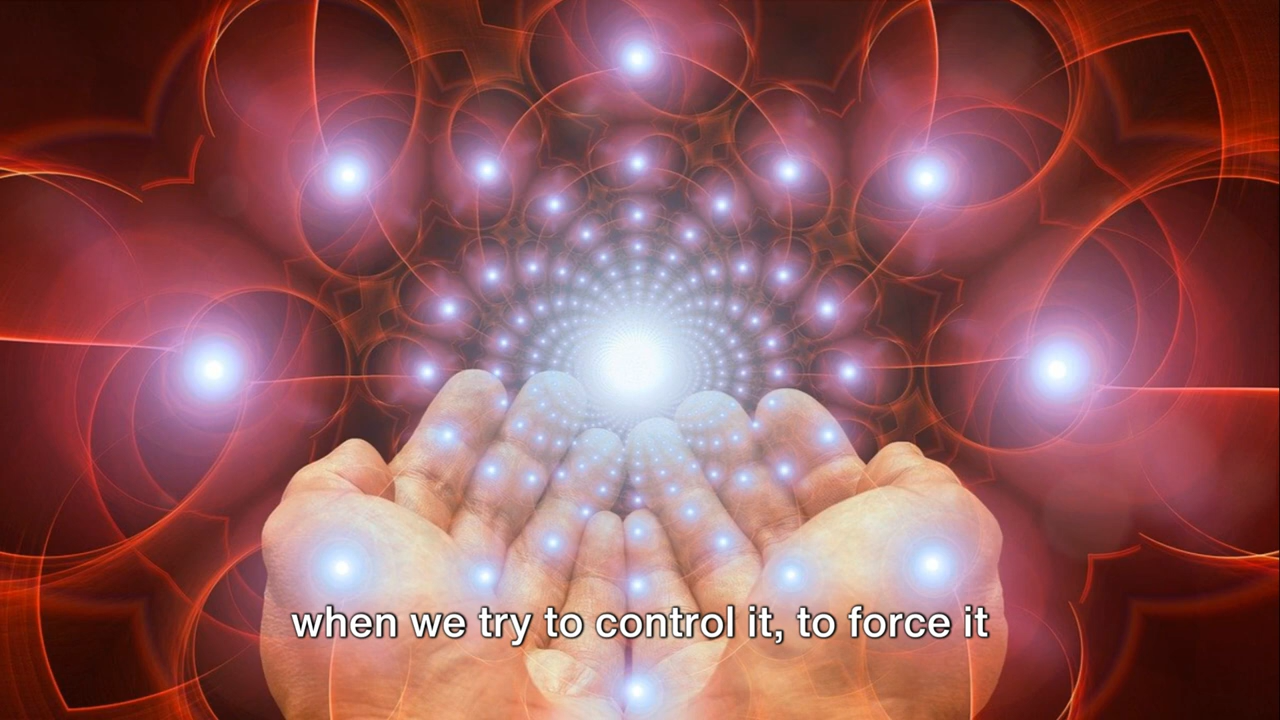 when we try to control it, to force it